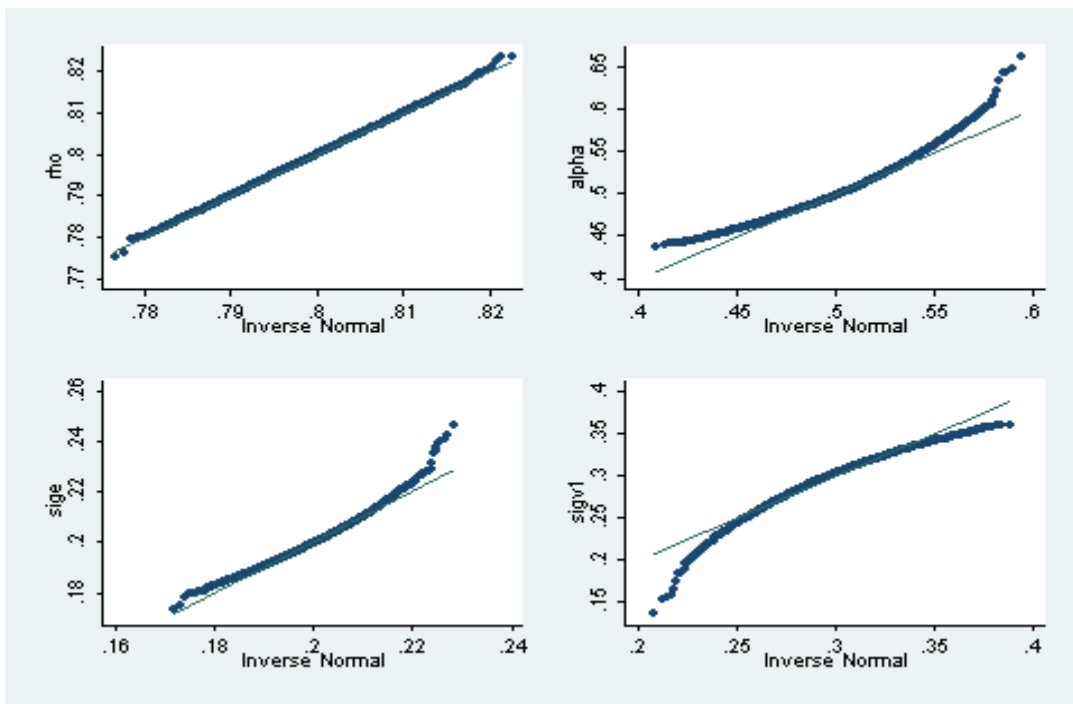 rho
.82
.81
.8
.79
.78
.77
.78 .79 .8 .81 .82
Inverse Normal
alpha
.65
.6
.55
.5
.45
.4
.4 .45 .5 .55 .6
Inverse Normal
sige
.26
.24
.22
.2
.18
.16 .18 .2 .22 .24
Inverse Normal
sigv1
.4
.35
.3
.25
.2
.15
.2 .25 .3 .35 .4
Inverse Normal